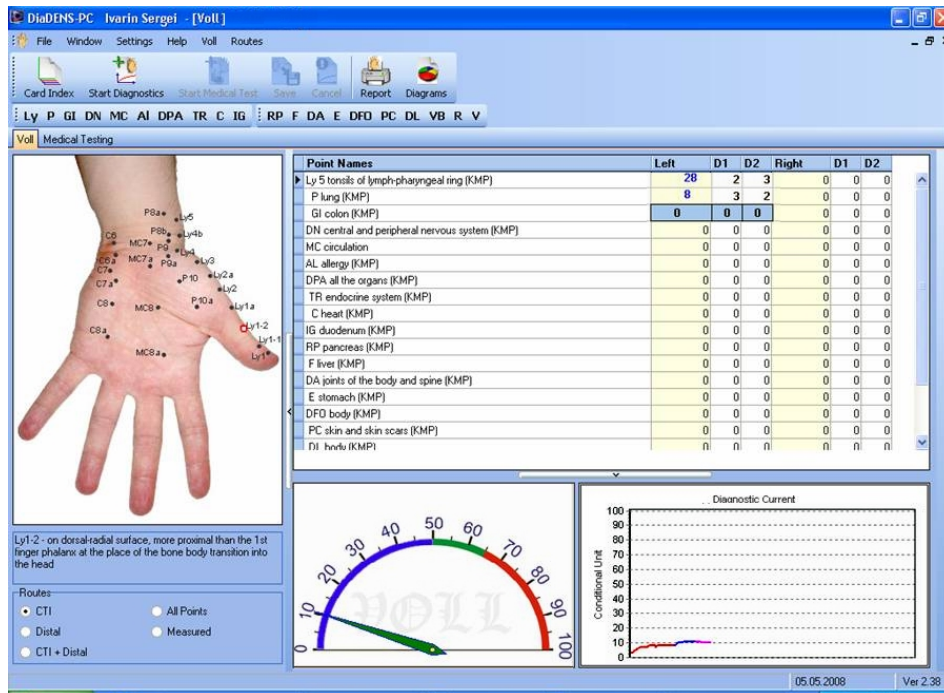 DiaDENS-PC Ivarin Sergei - [Voll]
File Window Settings Help Voll Routes
Card Index Start Diagnostics Start Medical Test Save Cancel Report Diagrams
Ly P GI DN MC Al DPA TR C IG RP F DA E DFO PC DL VB R V
Voll Medical Testing
P8a Ly5
P8b Ly4b
C6 MC7 P9 Ly4
C6a MC7a P9a Ly3
C7 Ly2a
C7a P10 Ly2
C8 MC8 P10a Ly1a
C8a Ly1-2
Ly1-1
MC8a Ly1
Point Names Left D1 D2 Right D1 D2
Ly 5 tonsils of lymph-pharyngeal ring (KMP) 28 2 3 0 0 0
P lung (KMP) 8 3 2 0 0 0
GI colon (KMP) 0 0 0 0 0 0
DN central and peripheral nervous system (KMP) 0 0 0 0 0 0
MC circulation 0 0 0 0 0 0
AL allergy (KMP) 0 0 0 0 0 0
DPA all the organs (KMP) 0 0 0 0 0 0
TR endocrine system (KMP) 0 0 0 0 0 0
C heart (KMP) 0 0 0 0 0 0
IG duodenum (KMP) 0 0 0 0 0 0
RP pancreas (KMP) 0 0 0 0 0 0
F liver (KMP) 0 0 0 0 0 0
DA joints of the body and spine (KMP) 0 0 0 0 0 0
E stomach (KMP) 0 0 0 0 0 0
DFO body (KMP) 0 0 0 0 0 0
PC skin and skin scars (KMP) 0 0 0 0 0 0
DL body (KMP) 0 0 0 0 0 0
Ly1-2 - on dorsal-radial surface, more proximal than the 1st
finger phalanx at the place of the bone body transition into
the head
Routes
CTI All Points
Distal Measured
CTI + Distal
0 10 20 30 40 50 60 70 80 90 100
VOLL
Diagnostic Current
Conditional Unit
100
90
80
70
60
50
40
30
20
10
0
05.05.2008 Ver 2.38